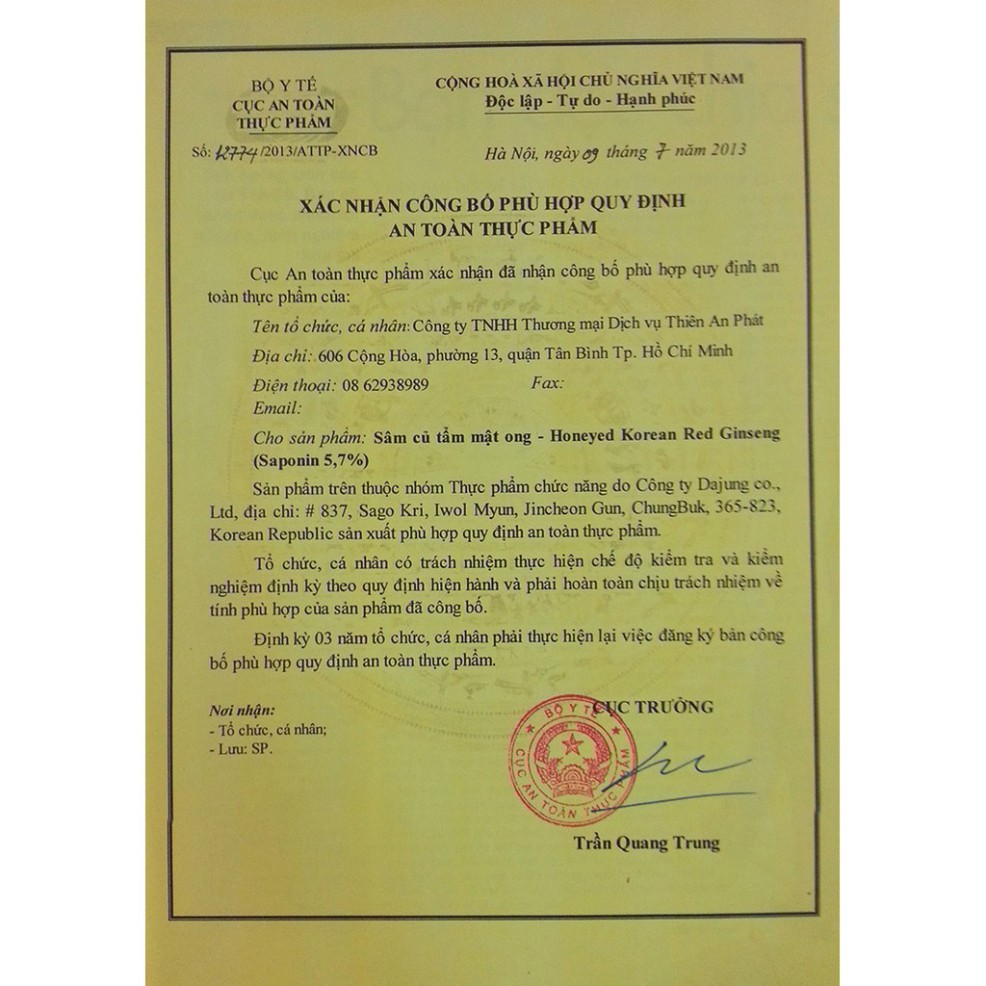 BỘ Y TẾ
CỤC AN TOÀN
THỰC PHẨM
Số: 12774/2013/ATTP-XNCB
CỘNG HOÀ XÃ HỘI CHỦ NGHĨA VIỆT NAM
Độc lập - Tự do - Hạnh phúc
Hà Nội, ngày 09 tháng 7 năm 2013
XÁC NHẬN CÔNG BỐ PHÙ HỢP QUY ĐỊNH
AN TOÀN THỰC PHẨM
Cục An toàn thực phẩm xác nhận đã nhận công bố phù hợp quy định an
toàn thực phẩm của:
Tên tổ chức, cá nhân: Công ty TNHH Thương mại Dịch vụ Thiên An Phát
Địa chỉ: 606 Cộng Hòa, phường 13, quận Tân Bình Tp. Hồ Chí Minh
Điện thoại: 08 62938989 Fax:
Email:
Cho sản phẩm: Sâm củ tẩm mật ong - Honeyed Korean Red Ginseng
(Saponin 5,7%)
Sản phẩm trên thuộc nhóm Thực phẩm chức năng do Công ty Dajung co.,
Ltd, địa chỉ: # 837, Sago Kri, Iwol Myun, Jincheon Gun, ChungBuk, 365-823,
Korean Republic sản xuất phù hợp quy định an toàn thực phẩm.
Tổ chức, cá nhân có trách nhiệm thực hiện chế độ kiểm tra và kiểm
nghiệm định kỳ theo quy định hiện hành và phải hoàn toàn chịu trách nhiệm về
tính phù hợp của sản phẩm đã công bố.
Định kỳ 03 năm tổ chức, cá nhân phải thực hiện lại việc đăng ký bản công
bố phù hợp quy định an toàn thực phẩm.
Nơi nhận:
- Tổ chức, cá nhân;
- Lưu: SP.
CỤC TRƯỞNG
BỘ Y TẾ
CỤC AN TOÀN THỰC PHẨM
Trần Quang Trung